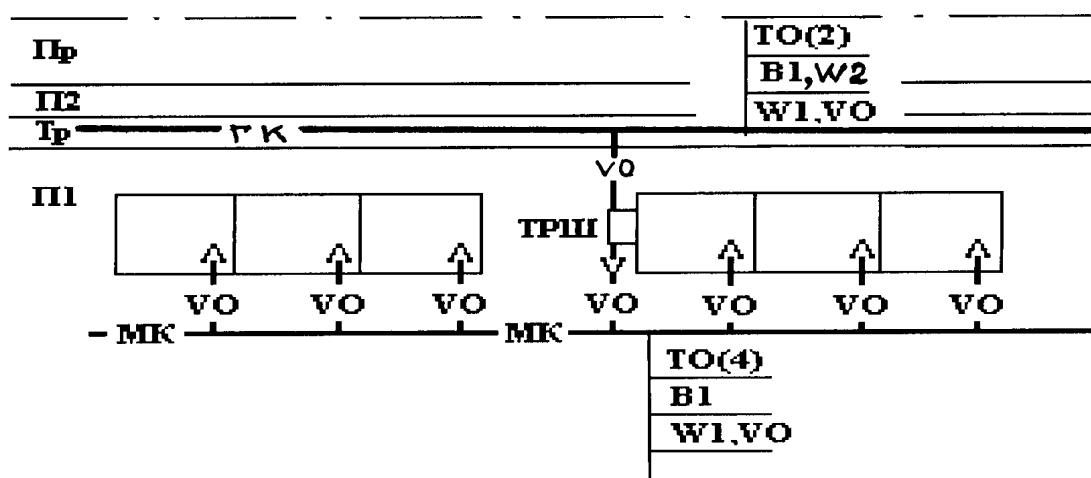 Пр
ТО(2)
В1,W2
П2
W1.VO
Тр ГК
VO
П1
ТРШ
VO VO VO VO VO VO VO
МК МК
ТО(4)
В1
W1.VO